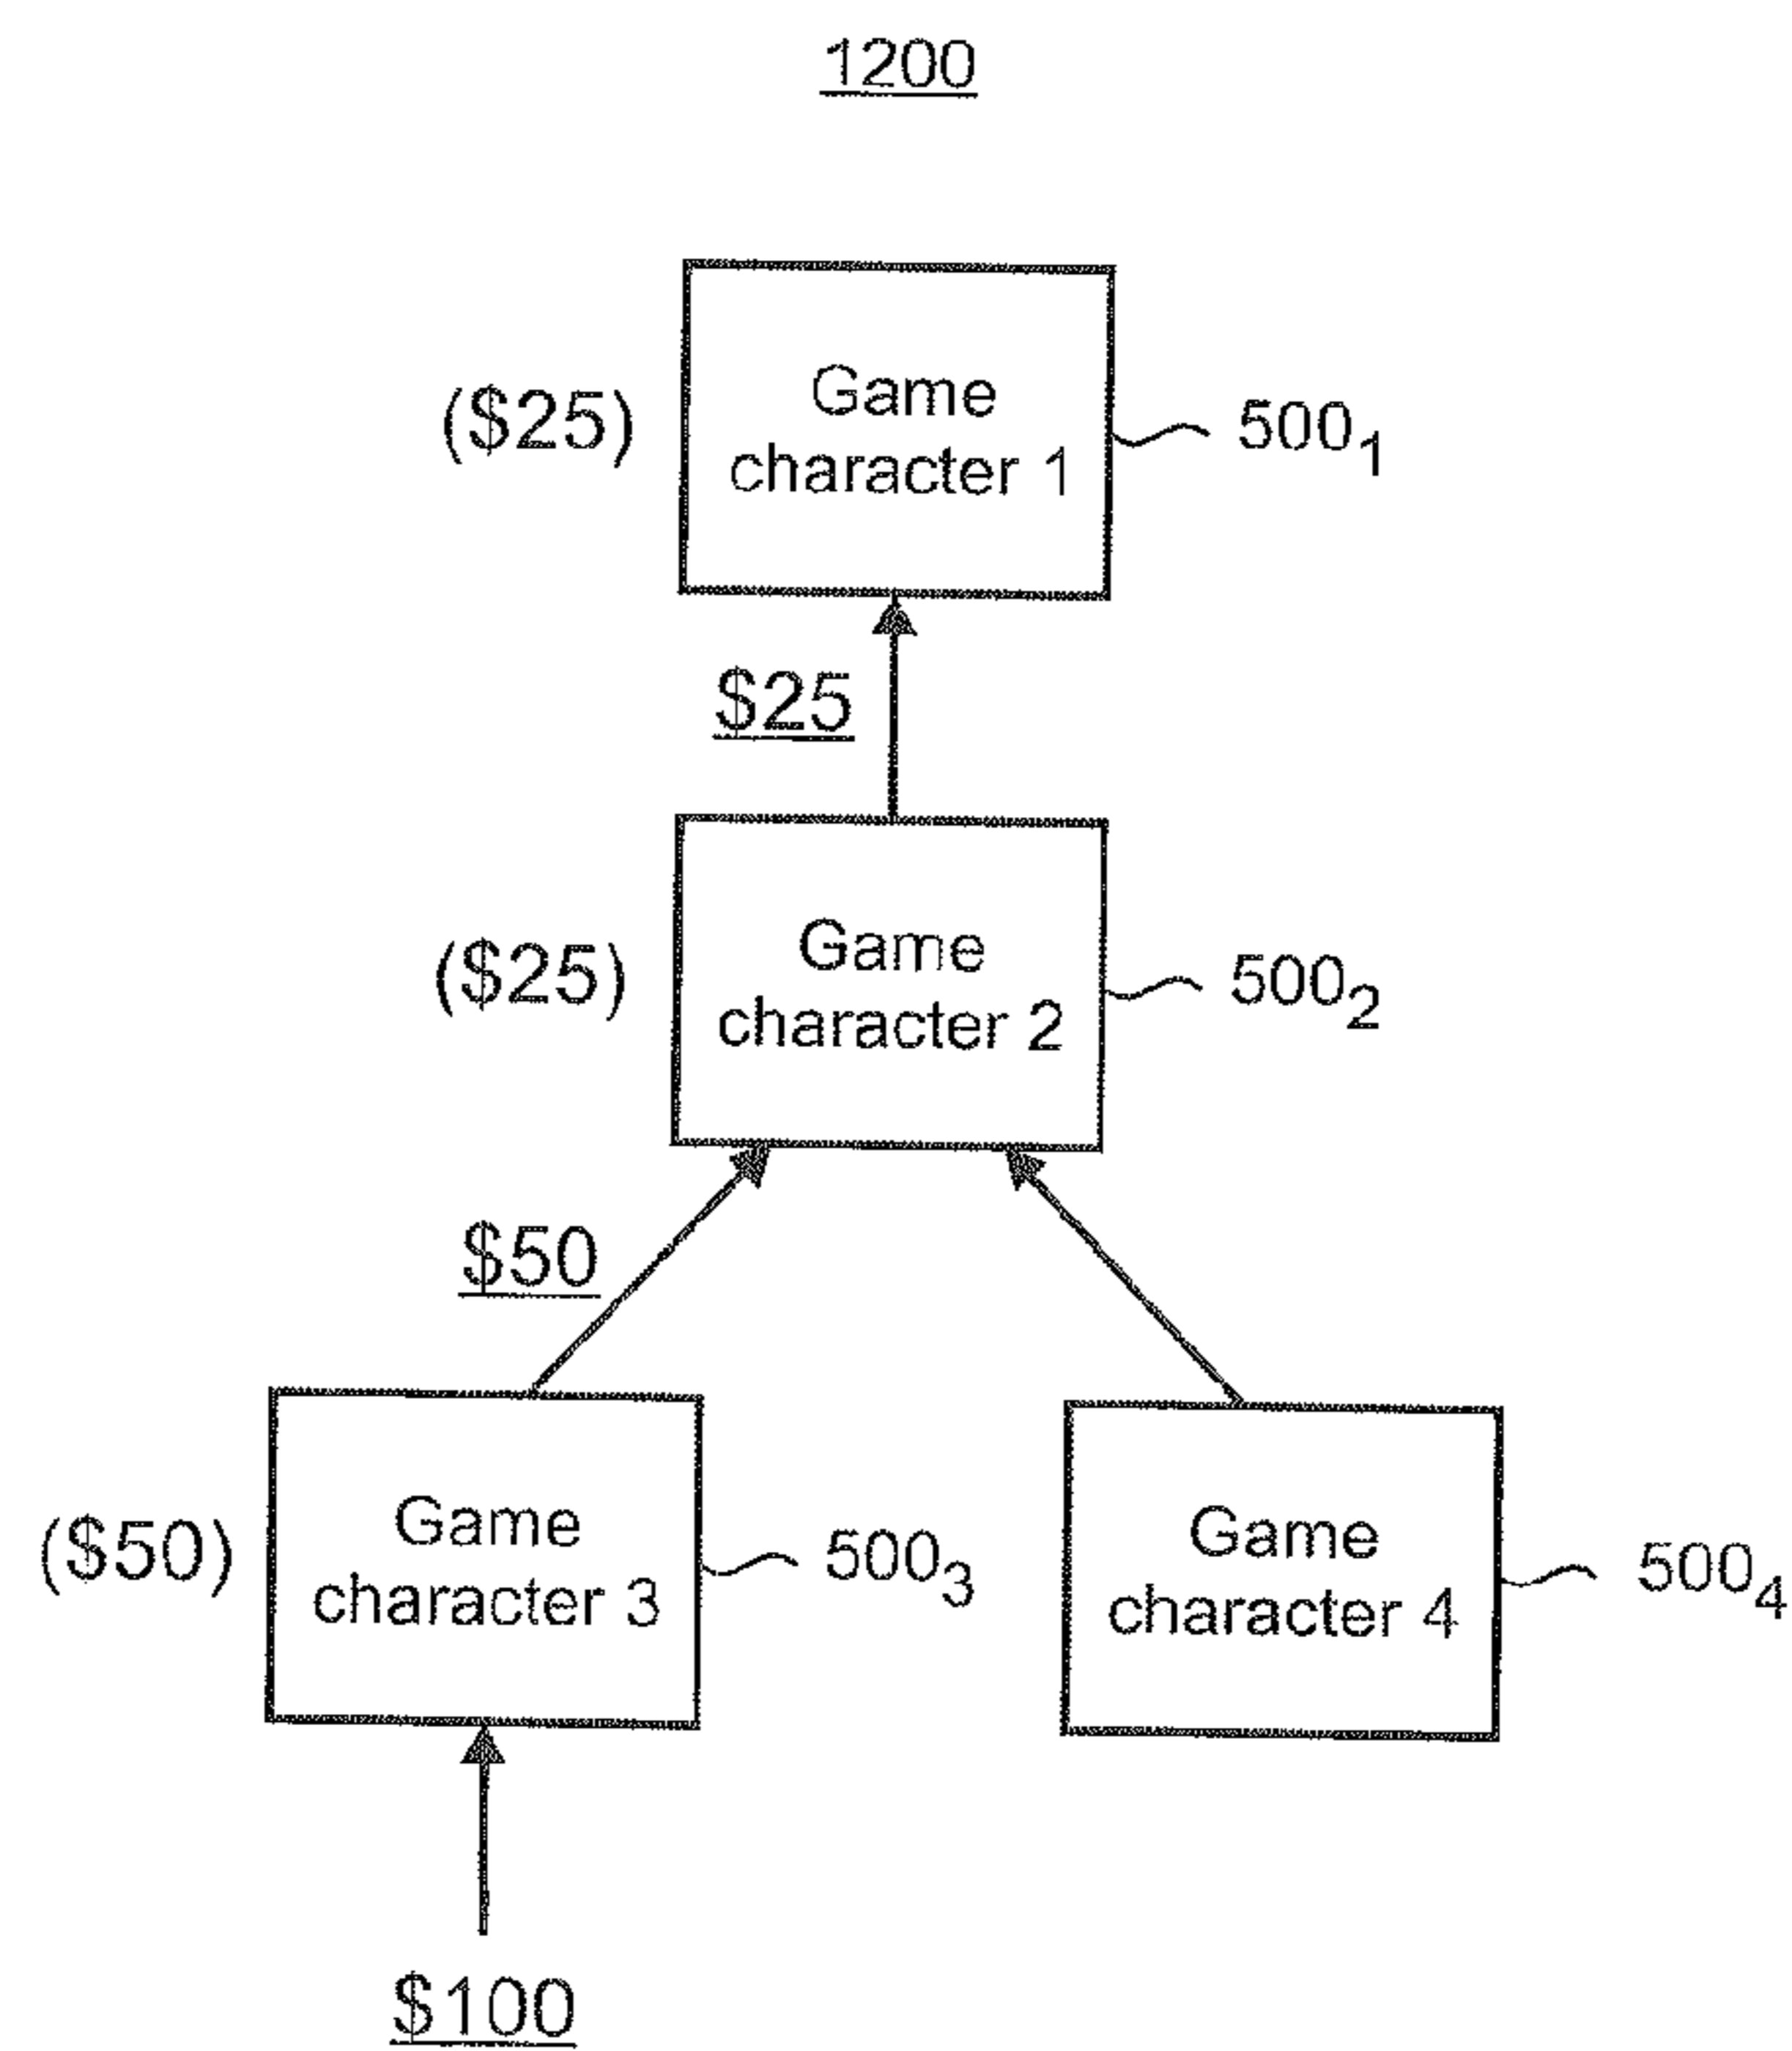 1200
Game
character 1
($25)
500₁
$25
Game
character 2
($25)
500₂
$50
Game
character 3
($50)
500₃
Game
character 4
500₄
$100